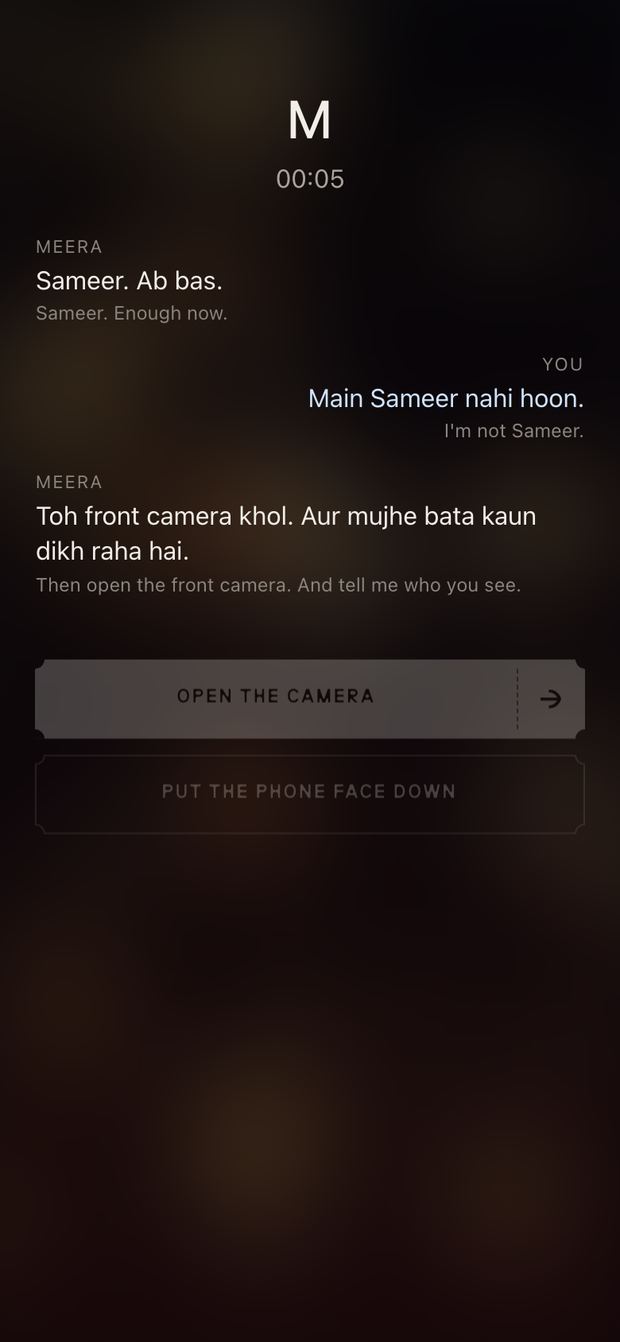 M
00:05
MEERA
Sameer. Ab bas.
Sameer. Enough now.
YOU
Main Sameer nahi hoon.
I'm not Sameer.
MEERA
Toh front camera khol. Aur mujhe bata kaun
dikh raha hai.
Then open the front camera. And tell me who you see.
OPEN THE CAMERA
PUT THE PHONE FACE DOWN